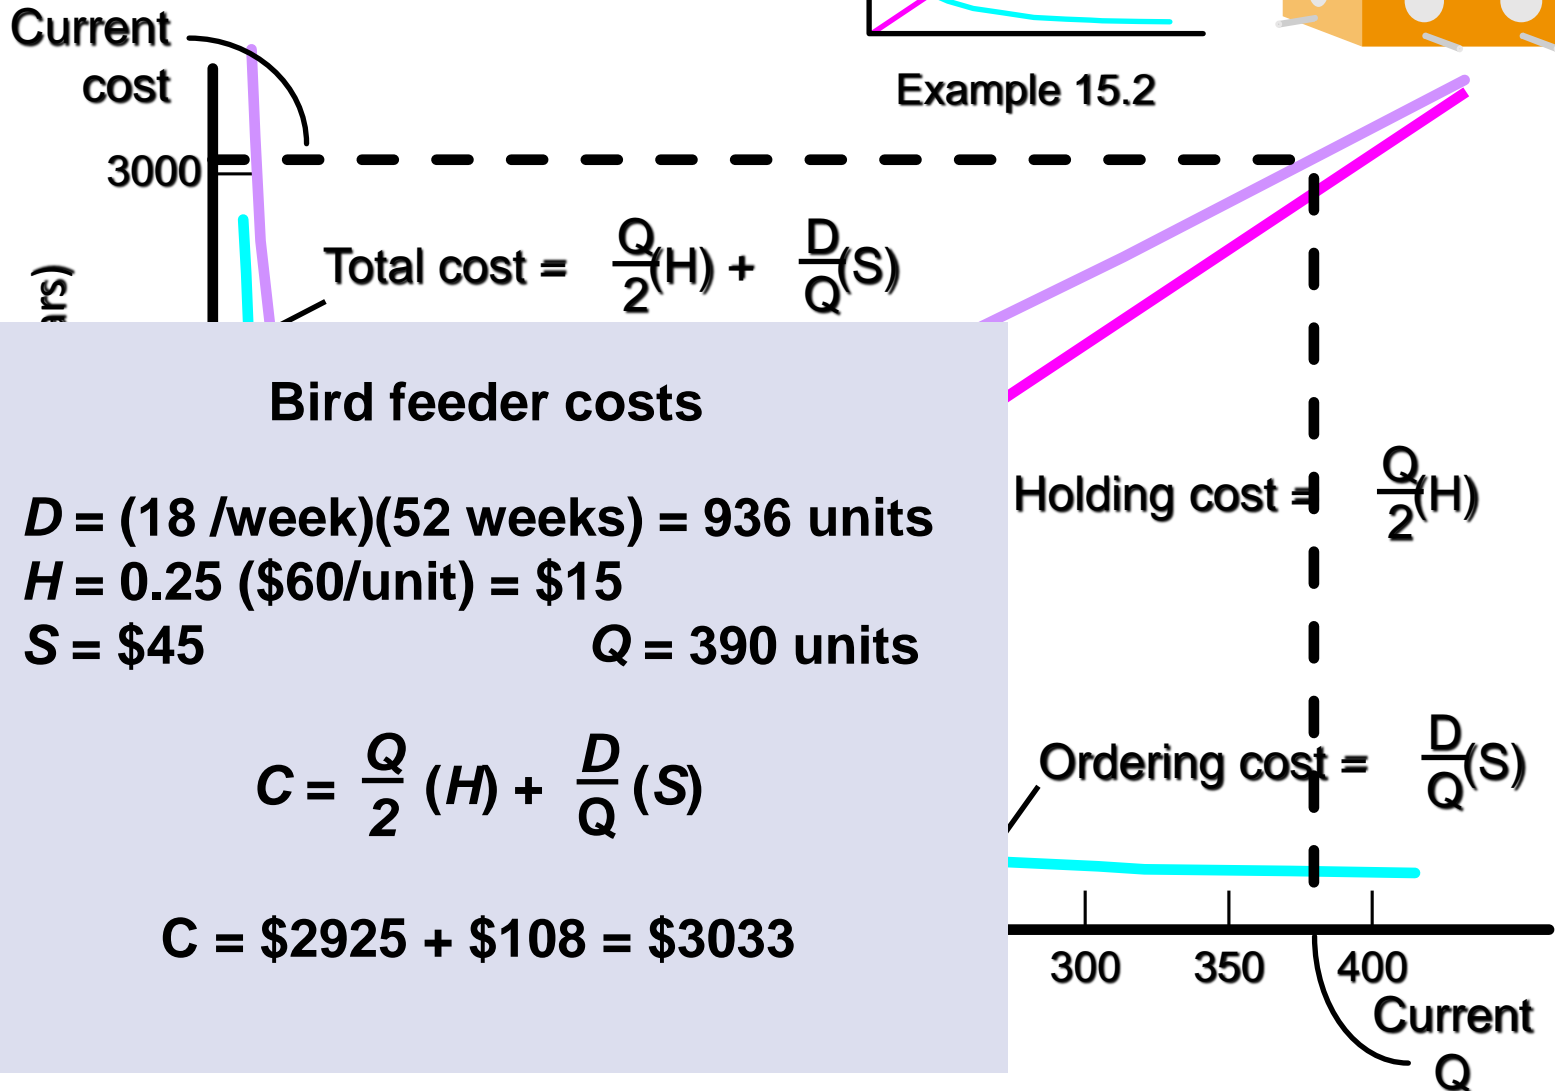 Current
cost
Example 15.2
3000
Total cost = Q/2 (H) + D/Q (S)
ars)
Bird feeder costs
D = (18 /week)(52 weeks) = 936 units
H = 0.25 ($60/unit) = $15
S = $45 Q = 390 units
C = Q/2 (H) + D/Q (S)
C = $2925 + $108 = $3033
Holding cost = Q/2 (H)
Ordering cost = D/Q (S)
300 350 400
Current
Q